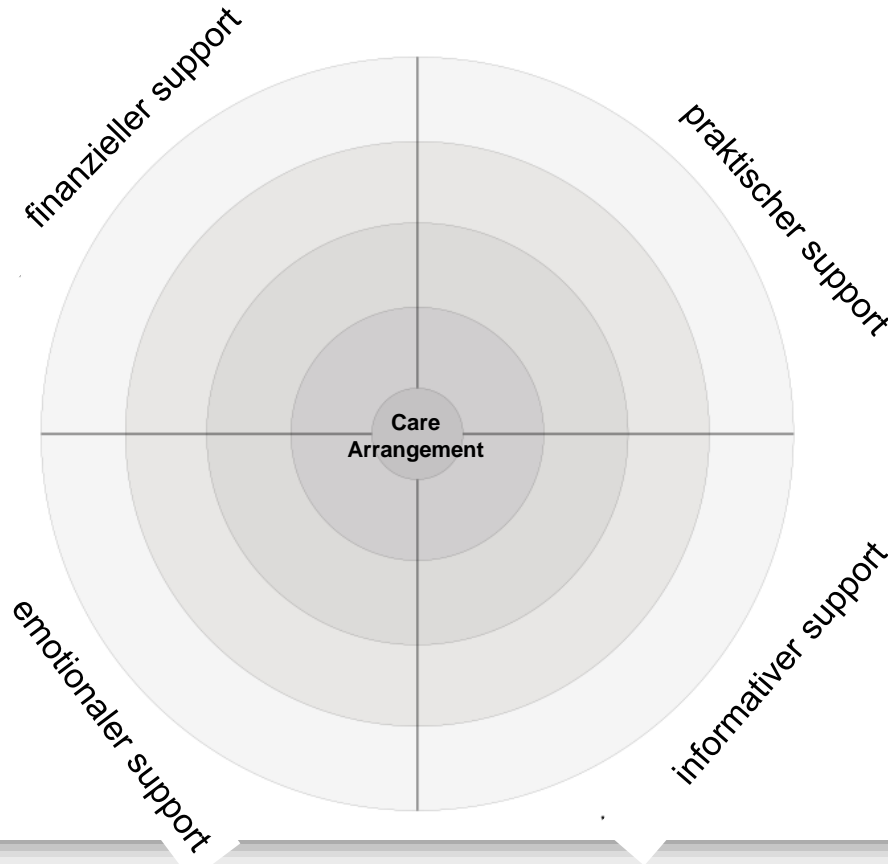 finanzieller support
praktischer support
Care
Arrangement
emotionaler support
informativer support